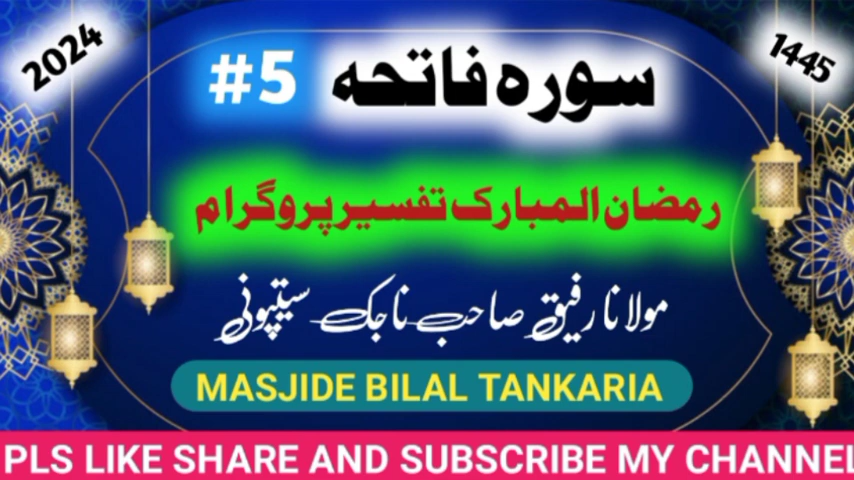 2024
1445
سورہ فاتحہ #5
رمضان المبارک تفسیر پروگرام
مولانا رفیق صاحب ناجک سیتپونی
MASJIDE BILAL TANKARIA
PLS LIKE SHARE AND SUBSCRIBE MY CHANNEL